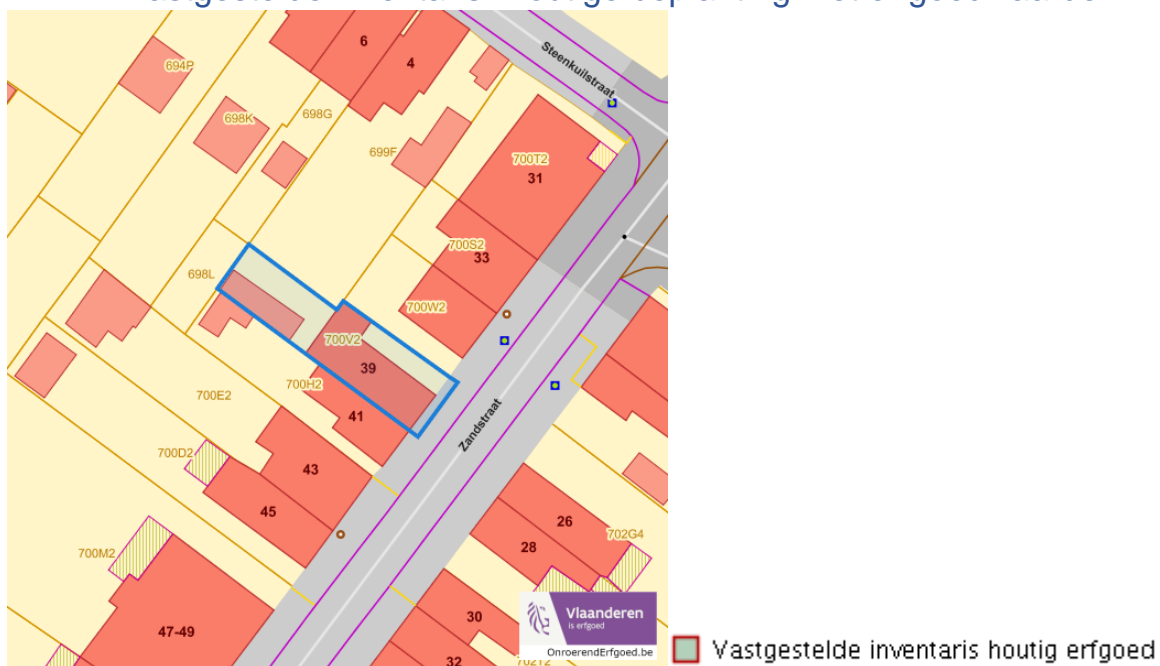 6
4
Steenkuilstraat
694P
698K
698G
699F
700T2
31
700S2
33
698L
700W2
700V2
39
700H2
700E2
41
Zandstraat
700D2
43
45
26
702G4
28
700M2
47-49
30
32
Vlaanderen
is erfgoed
OnroerendErfgoed.be
Vastgestelde inventaris houtig erfgoed